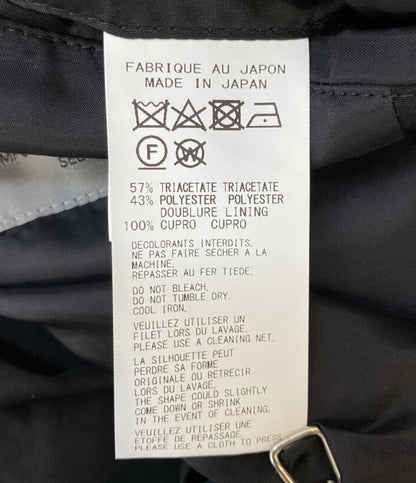 FABRIQUE AU JAPON
MADE IN JAPAN
F
W
57% TRIACETATE TRIACETATE
43% POLYESTER POLYESTER
DOUBLURE LINING
100% CUPRO CUPRO
DECOLORANTS INTERDITS.
NE PAS FAIRE SECHER A LA
MACHINE.
REPASSER AU FER TIEDE.
DO NOT BLEACH.
DO NOT TUMBLE DRY.
COOL IRON.
VEUILLEZ UTILISER UN
FILET LORS DU LAVAGE.
PLEASE USE A CLEANING NET.
LA SILHOUETTE PEUT
PERDRE SA FORME
ORIGINALE OU RETRECIR
LORS DU LAVAGE.
THE SHAPE COULD SLIGHTLY
COME DOWN OR SHRINK
IN THE EVENT OF CLEANING.
VEUILLEZ UTILISER UN
ETOFFE DE REPASSAGE.
PLEASE USE A CLOTH TO PRESS